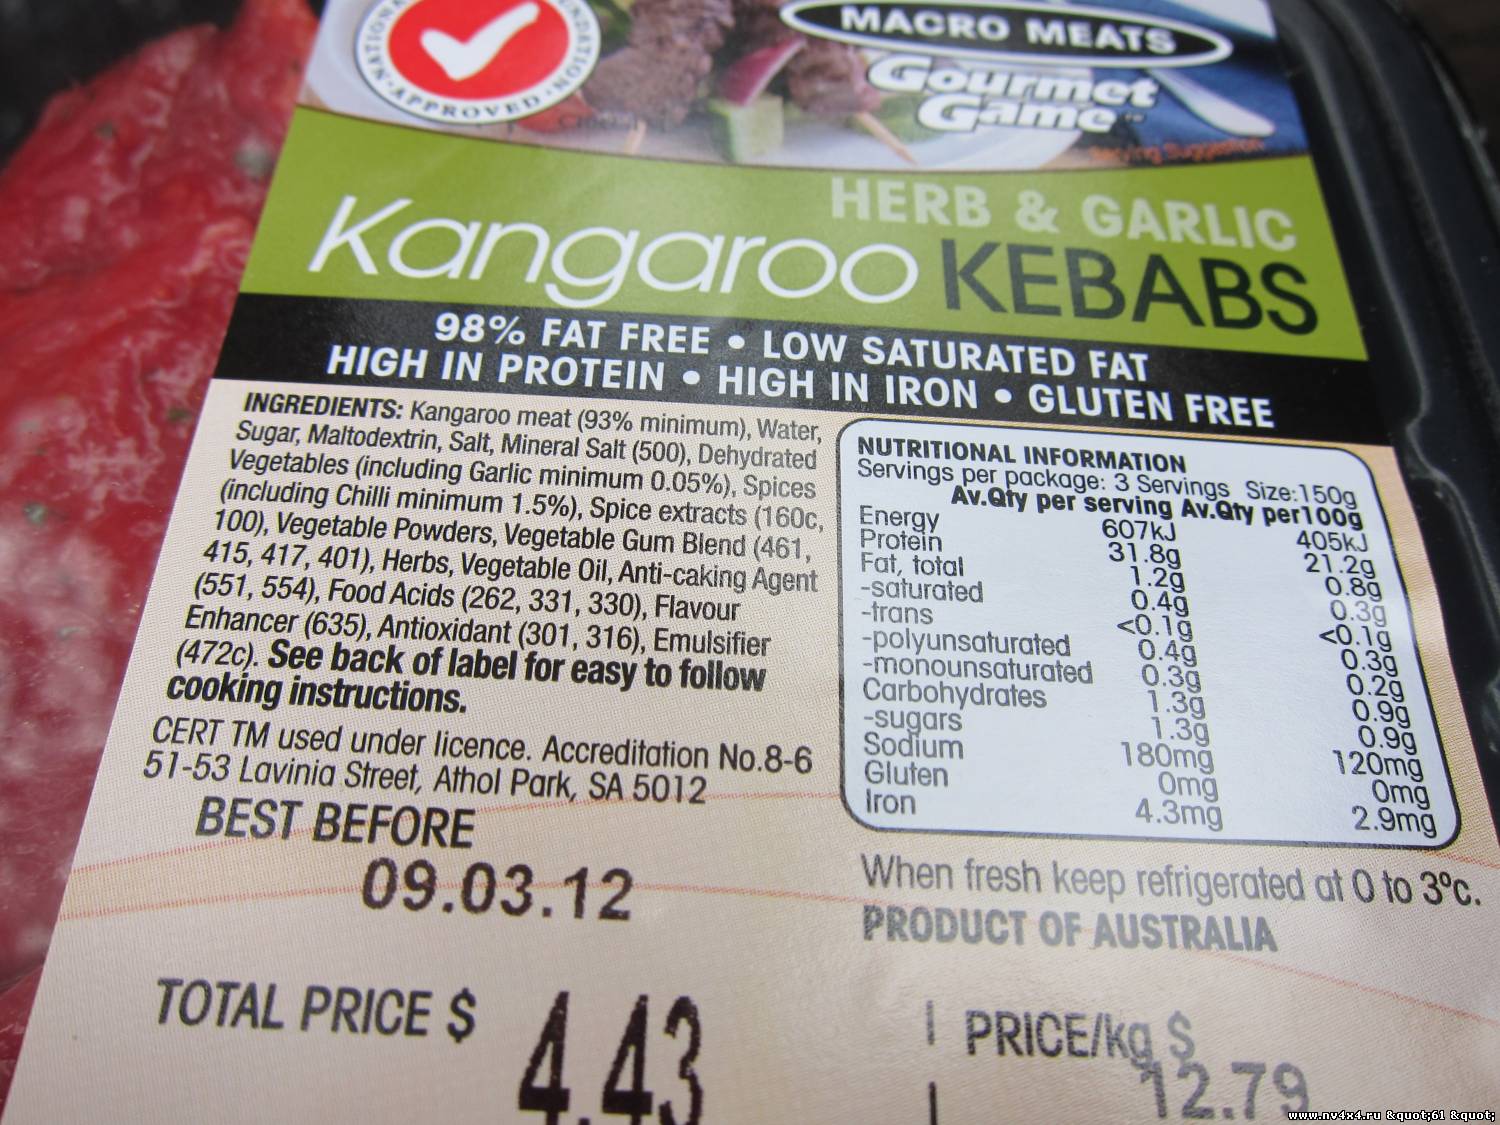 NATIONAL
FOUNDATION
APPROVED
MACRO MEATS
Gourmet
Game™
Serving Suggestion
HERB & GARLIC
Kangaroo KEBABS
98% FAT FREE • LOW SATURATED FAT
HIGH IN PROTEIN • HIGH IN IRON • GLUTEN FREE
INGREDIENTS: Kangaroo meat (93% minimum), Water,
Sugar, Maltodextrin, Salt, Mineral Salt (500), Dehydrated
Vegetables (including Garlic minimum 0.05%), Spices
(including Chilli minimum 1.5%), Spice extracts (160c,
100), Vegetable Powders, Vegetable Gum Blend (461,
415, 417, 401), Herbs, Vegetable Oil, Anti-caking Agent
(551, 554), Food Acids (262, 331, 330), Flavour
Enhancer (635), Antioxidant (301, 316), Emulsifier
(472c). See back of label for easy to follow
cooking instructions.
CERT TM used under licence. Accreditation No.8-6
51-53 Lavinia Street, Athol Park, SA 5012
BEST BEFORE
09.03.12
NUTRITIONAL INFORMATION
Servings per package: 3 Servings Size:150g
Av.Qty per serving Av.Qty per100g
Energy 607kJ 405kJ
Protein 31.8g 21.2g
Fat, total 1.2g 0.8g
-saturated 0.4g 0.3g
-trans <0.1g <0.1g
-polyunsaturated 0.4g 0.3g
-monounsaturated 0.3g 0.2g
Carbohydrates 1.3g 0.9g
-sugars 1.3g 0.9g
Sodium 180mg 120mg
Gluten 0mg 0mg
Iron 4.3mg 2.9mg
When fresh keep refrigerated at 0 to 3ºc.
PRODUCT OF AUSTRALIA
TOTAL PRICE $ 4.43
PRICE/kg $
12.79
www.nv4x4.ru &quot;61 &quot;